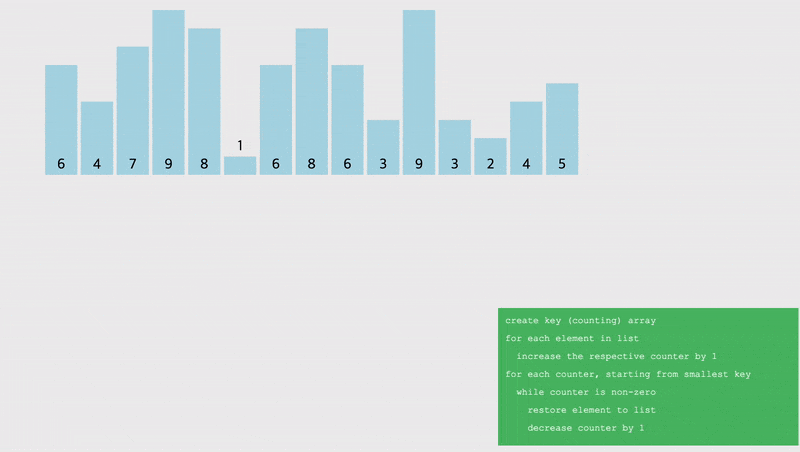 1
6 4 7 9 8 6 8 6 3 9 3 2 4 5
create key (counting) array
for each element in list
increase the respective counter by 1
for each counter, starting from smallest key
while counter is non-zero
restore element to list
decrease counter by 1